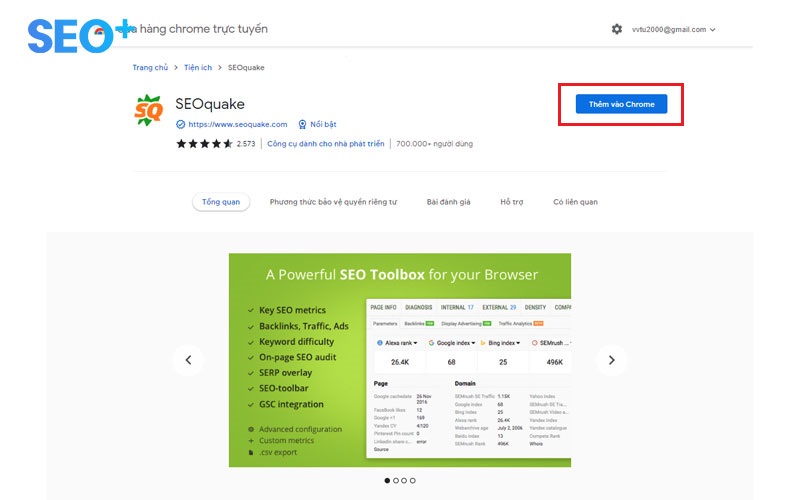 SEO+
cửa hàng chrome trực tuyến
vvtu2000@gmail.com
Trang chủ > Tiện ích > SEOquake
SQ
SEOquake
Thêm vào Chrome
https://www.seoquake.com Nổi bật
2.573 Công cụ dành cho nhà phát triển 700.000+ người dùng
Tổng quan Phương thức bảo vệ quyền riêng tư Bài đánh giá Hỗ trợ Có liên quan
A Powerful SEO Toolbox for your Browser
Key SEO metrics
Backlinks, Traffic, Ads
Keyword difficulty
On-page SEO audit
SERP overlay
SEO-toolbar
GSC integration
Advanced configuration
Custom metrics
.csv export
PAGE INFO DIAGNOSIS INTERNAL 17 EXTERNAL 29 DENSITY COMPA
Parameters Backlinks Display Advertising Traffic Analytics
Alexa rank Google index Bing index SEMrush
26.4K 68 25 496K
Page Domain
Google cachedate 26 Nov 2016
Facebook likes 12
Google +1 169
Yandex CY 4/120
Pinterest Pin count 0
Linkedin share c... error
Source
SEMrush SE Traffic 1.15K
Google index 68
Bing index 25
Alexa rank 26.4K
Webarchive age July 2, 2006
Baidu index 13
SEMrush Rank 496K
Yahoo index
SEMrush SE Tra...
SEMrush Video a...
Yandex index
Yandex catalogue
Compete Rank
Whois